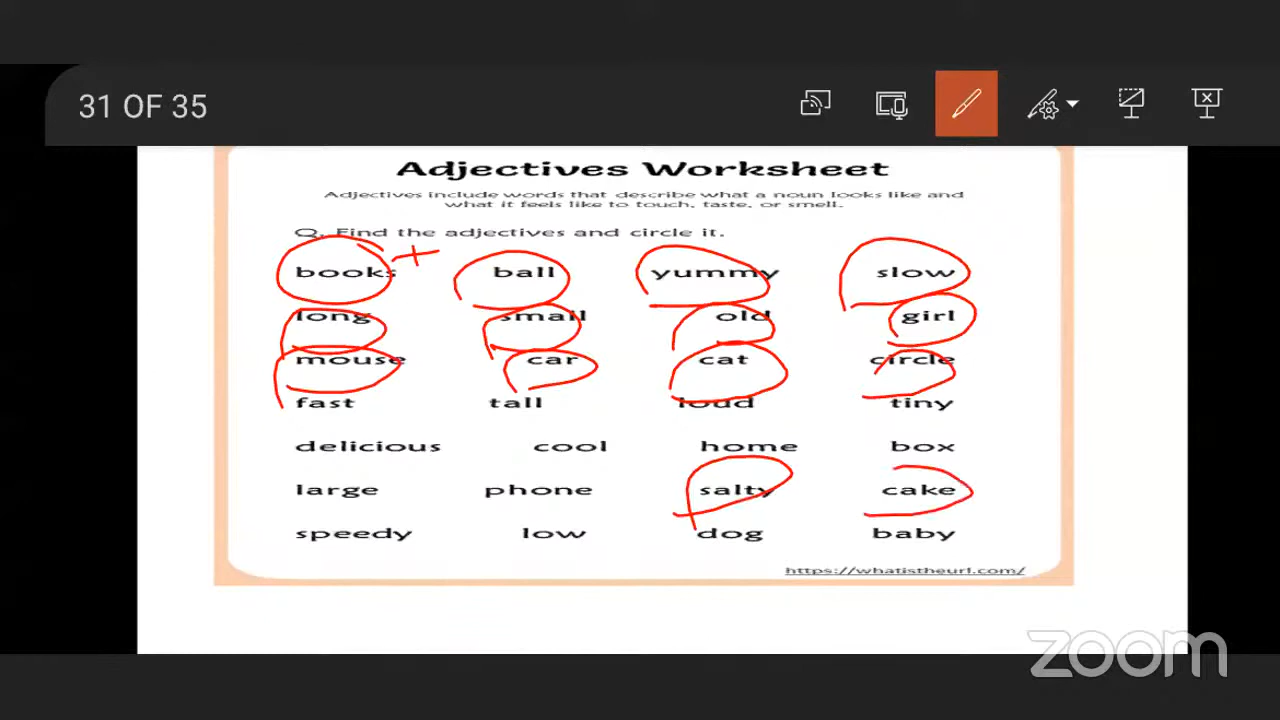 31 OF 35
Adjectives Worksheet
Adjectives include words that describe what a noun looks like and
what it feels like to touch, taste, or smell.
Q. Find the adjectives and circle it.
books ball yummy slow
long small old girl
mouse car cat circle
fast tall loud tiny
delicious cool home box
large phone salty cake
speedy low dog baby
https://whatistheurl.com/
zoom